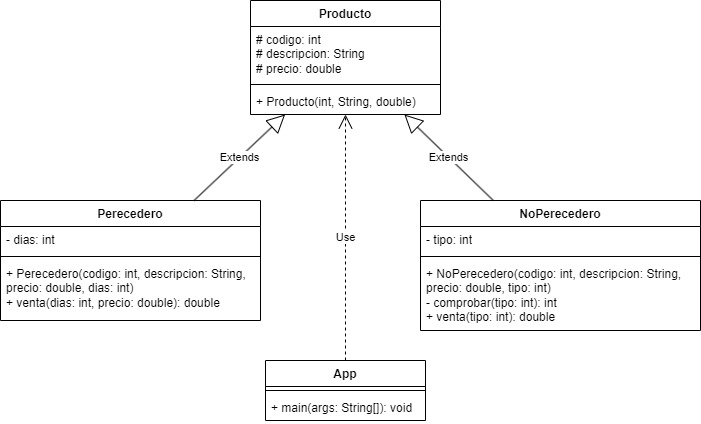 Producto
# codigo: int
# descripcion: String
# precio: double
+ Producto(int, String, double)
Extends
Extends
Perecedero
- dias: int
+ Perecedero(codigo: int, descripcion: String,
precio: double, dias: int)
+ venta(dias: int, precio: double): double
Use
NoPerecedero
- tipo: int
+ NoPerecedero(codigo: int, descripcion: String,
precio: double, tipo: int)
- comprobar(tipo: int): int
+ venta(tipo: int): double
App
+ main(args: String[]): void